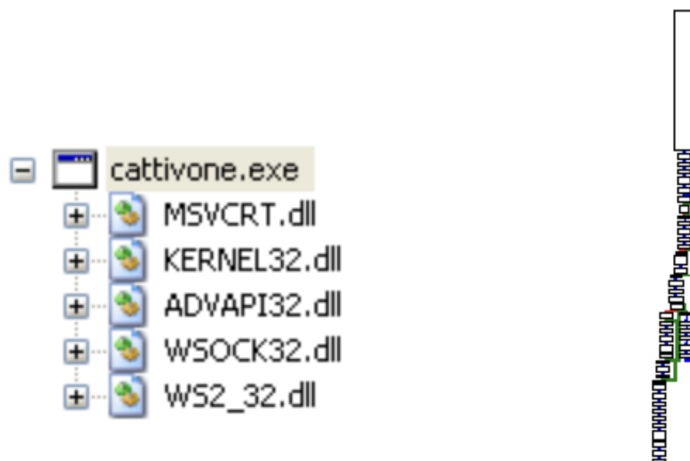 cattivone.exe
MSVCRT.dll
KERNEL32.dll
ADVAPI32.dll
WSOCK32.dll
WS2_32.dll